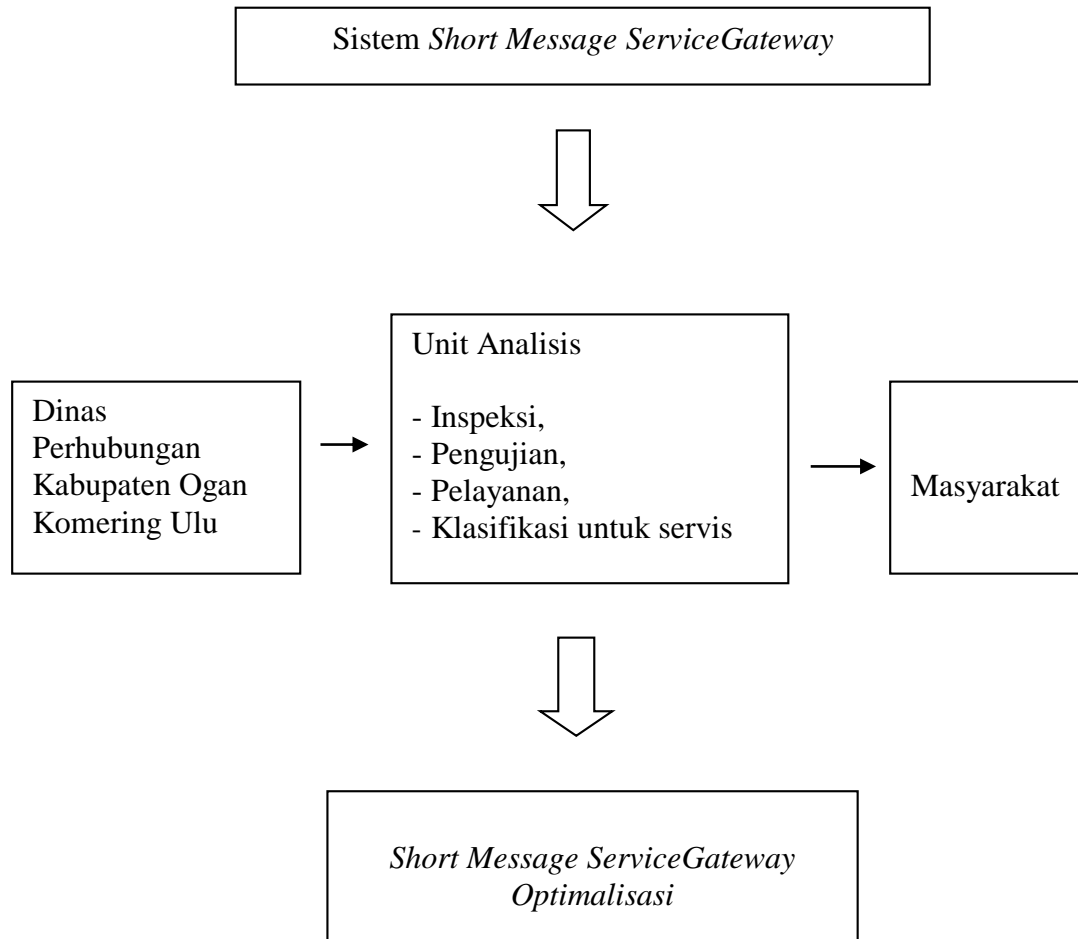 Sistem Short Message ServiceGateway
Unit Analisis
- Inspeksi,
- Pengujian,
- Pelayanan,
- Klasifikasi untuk servis
Dinas
Perhubungan
Kabupaten Ogan
Komering Ulu
Masyarakat
Short Message ServiceGateway
Optimalisasi